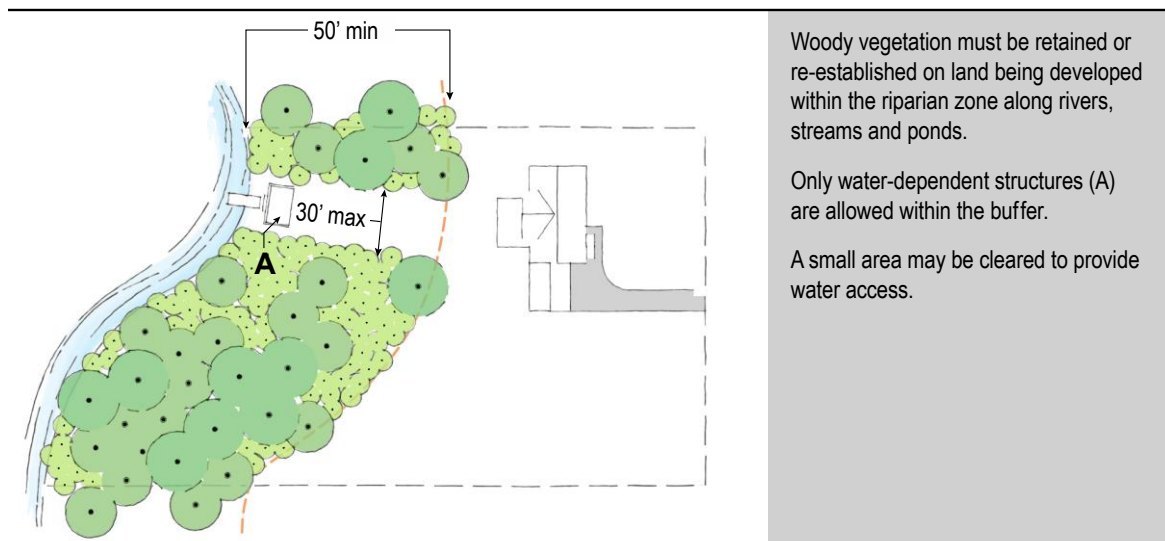 50’ min
30’ max
A
Woody vegetation must be retained or
re-established on land being developed
within the riparian zone along rivers,
streams and ponds.
Only water-dependent structures (A)
are allowed within the buffer.
A small area may be cleared to provide
water access.